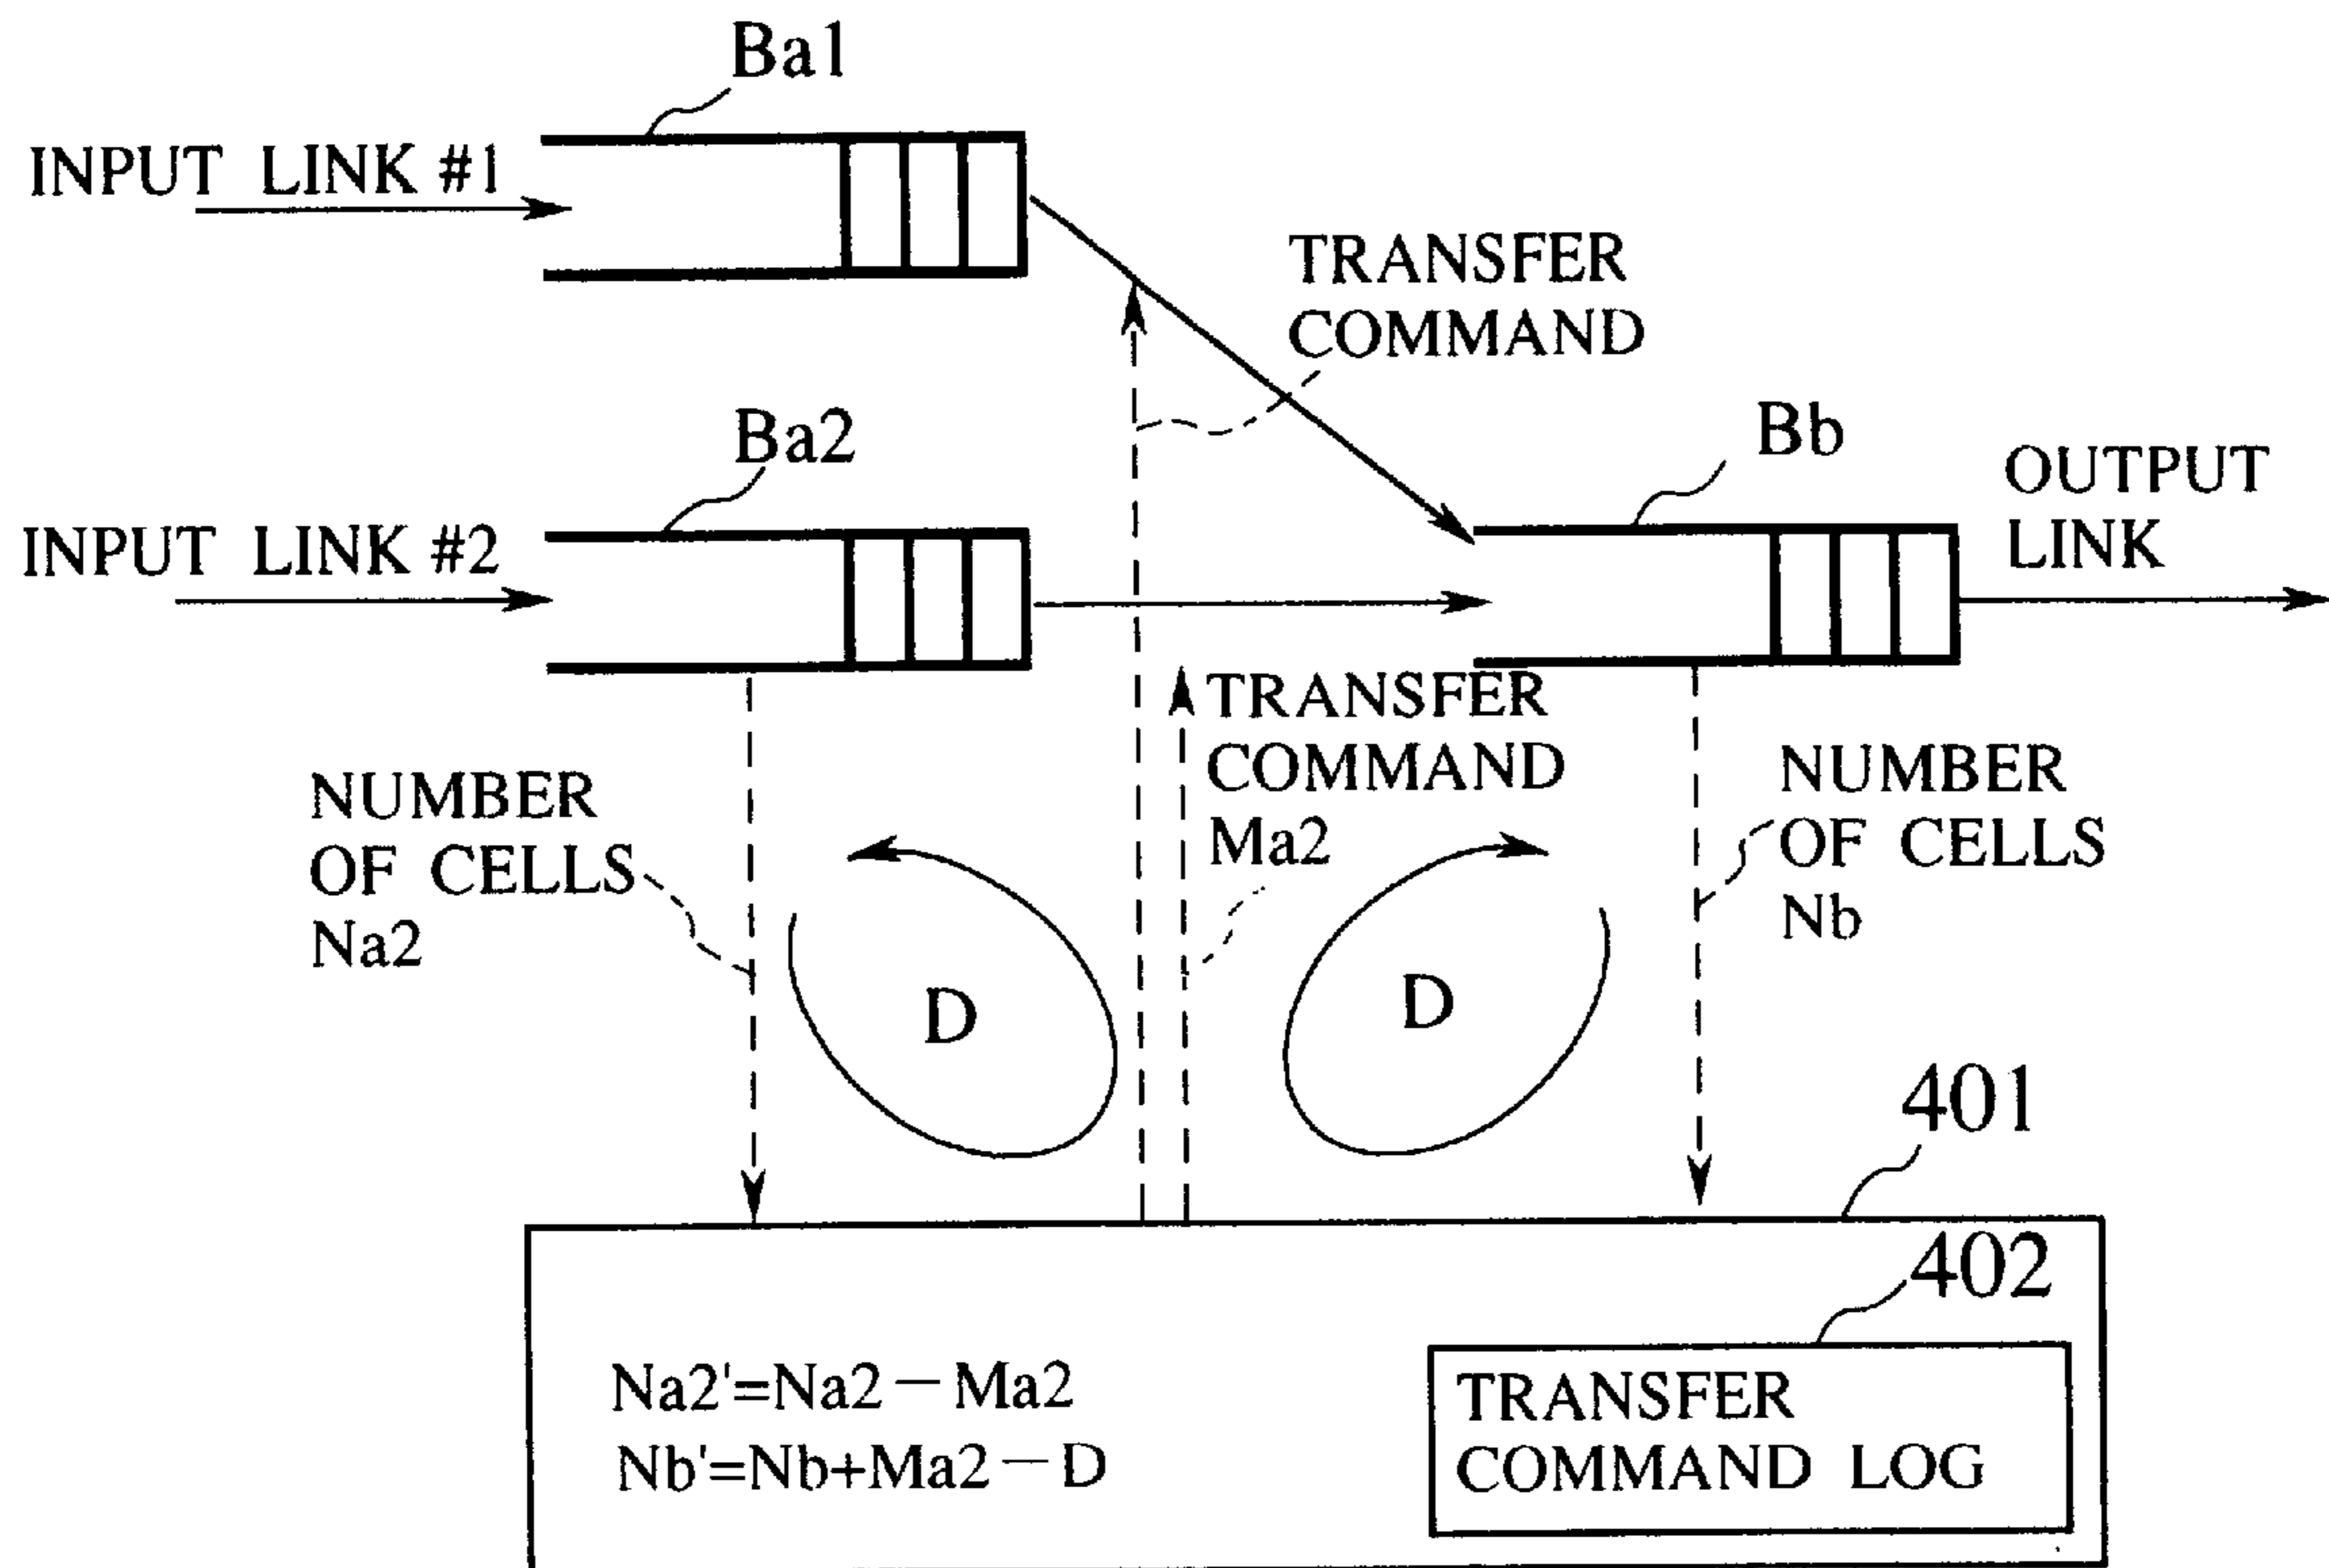 Ba1
INPUT LINK #1
TRANSFER
COMMAND
Ba2
Bb
OUTPUT
LINK
INPUT LINK #2
TRANSFER
COMMAND
Ma2
NUMBER
OF CELLS
Na2
NUMBER
OF CELLS
Nb
D
D
401
402
Na2'=Na2－Ma2
Nb'=Nb+Ma2－D
TRANSFER
COMMAND LOG